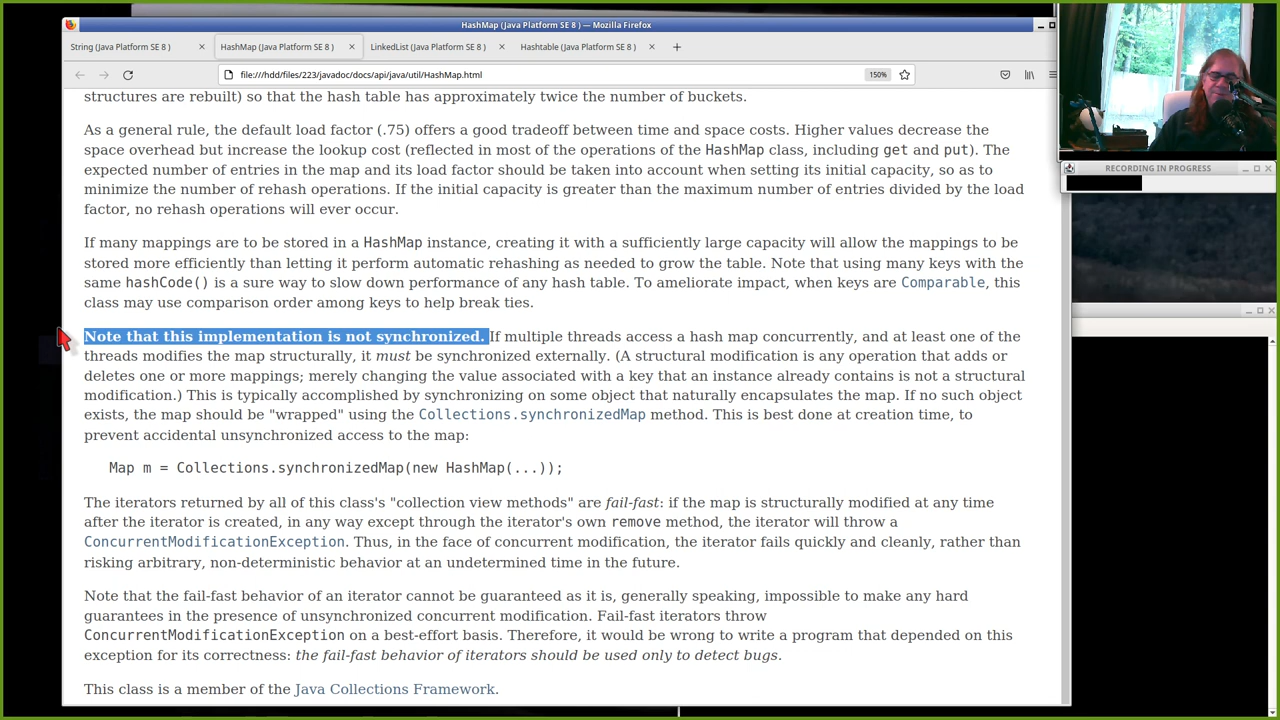 HashMap (Java Platform SE 8 ) — Mozilla Firefox
String (Java Platform SE 8 )
HashMap (Java Platform SE 8 )
LinkedList (Java Platform SE 8 )
Hashtable (Java Platform SE 8 )
file:///hdd/files/223/javadoc/docs/api/java/util/HashMap.html
150%
RECORDING IN PROGRESS
structures are rebuilt) so that the hash table has approximately twice the number of buckets.
As a general rule, the default load factor (.75) offers a good tradeoff between time and space costs. Higher values decrease the
space overhead but increase the lookup cost (reflected in most of the operations of the HashMap class, including get and put). The
expected number of entries in the map and its load factor should be taken into account when setting its initial capacity, so as to
minimize the number of rehash operations. If the initial capacity is greater than the maximum number of entries divided by the load
factor, no rehash operations will ever occur.
If many mappings are to be stored in a HashMap instance, creating it with a sufficiently large capacity will allow the mappings to be
stored more efficiently than letting it perform automatic rehashing as needed to grow the table. Note that using many keys with the
same hashCode() is a sure way to slow down performance of any hash table. To ameliorate impact, when keys are Comparable, this
class may use comparison order among keys to help break ties.
Note that this implementation is not synchronized. If multiple threads access a hash map concurrently, and at least one of the
threads modifies the map structurally, it must be synchronized externally. (A structural modification is any operation that adds or
deletes one or more mappings; merely changing the value associated with a key that an instance already contains is not a structural
modification.) This is typically accomplished by synchronizing on some object that naturally encapsulates the map. If no such object
exists, the map should be "wrapped" using the Collections.synchronizedMap method. This is best done at creation time, to
prevent accidental unsynchronized access to the map:
Map m = Collections.synchronizedMap(new HashMap(...));
The iterators returned by all of this class's "collection view methods" are fail-fast: if the map is structurally modified at any time
after the iterator is created, in any way except through the iterator's own remove method, the iterator will throw a
ConcurrentModificationException. Thus, in the face of concurrent modification, the iterator fails quickly and cleanly, rather than
risking arbitrary, non-deterministic behavior at an undetermined time in the future.
Note that the fail-fast behavior of an iterator cannot be guaranteed as it is, generally speaking, impossible to make any hard
guarantees in the presence of unsynchronized concurrent modification. Fail-fast iterators throw
ConcurrentModificationException on a best-effort basis. Therefore, it would be wrong to write a program that depended on this
exception for its correctness: the fail-fast behavior of iterators should be used only to detect bugs.
This class is a member of the Java Collections Framework.